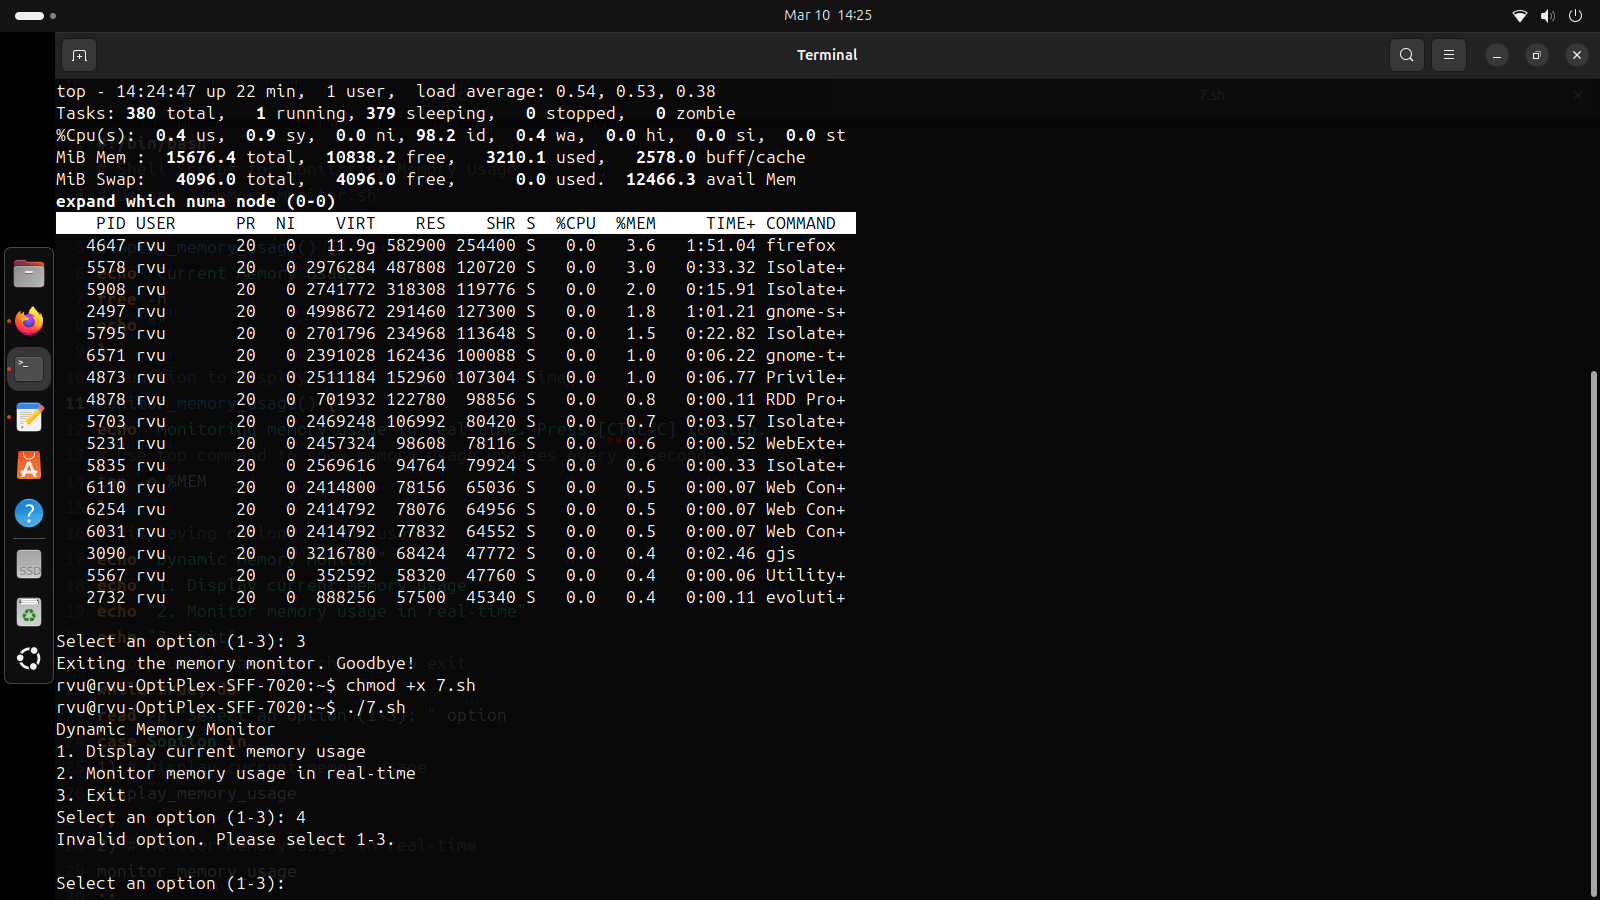 Mar 10 14:25
Terminal
7.sh
top - 14:24:47 up 22 min,  1 user,  load average: 0.54, 0.53, 0.38
Tasks: 380 total,   1 running, 379 sleeping,   0 stopped,   0 zombie
%Cpu(s):  0.4 us,  0.9 sy,  0.0 ni, 98.2 id,  0.4 wa,  0.0 hi,  0.0 si,  0.0 st
MiB Mem :  15676.4 total,  10838.2 free,   3210.1 used,   2578.0 buff/cache
MiB Swap:   4096.0 total,   4096.0 free,      0.0 used.  12466.3 avail Mem
expand which numa node (0-0)
PID USER      PR  NI    VIRT    RES    SHR S  %CPU  %MEM     TIME+ COMMAND
4647 rvu       20   0   11.9g 582900 254400 S   0.0   3.6   1:51.04 firefox
5578 rvu       20   0 2976284 487808 120720 S   0.0   3.0   0:33.32 Isolate+
5908 rvu       20   0 2741772 318308 119776 S   0.0   2.0   0:15.91 Isolate+
2497 rvu       20   0 4998672 291460 127300 S   0.0   1.8   1:01.21 gnome-s+
5795 rvu       20   0 2701796 234968 113648 S   0.0   1.5   0:22.82 Isolate+
6571 rvu       20   0 2391028 162436 100088 S   0.0   1.0   0:06.22 gnome-t+
4873 rvu       20   0 2511184 152960 107304 S   0.0   1.0   0:06.77 Privile+
4878 rvu       20   0  701932 122780  98856 S   0.0   0.8   0:00.11 RDD Pro+
5703 rvu       20   0 2469248 106992  80420 S   0.0   0.7   0:03.57 Isolate+
5231 rvu       20   0 2457324  98608  78116 S   0.0   0.6   0:00.52 WebExte+
5835 rvu       20   0 2569616  94764  79924 S   0.0   0.6   0:00.33 Isolate+
6110 rvu       20   0 2414800  78156  65036 S   0.0   0.5   0:00.07 Web Con+
6254 rvu       20   0 2414792  78076  64956 S   0.0   0.5   0:00.07 Web Con+
6031 rvu       20   0 2414792  77832  64552 S   0.0   0.5   0:00.07 Web Con+
3090 rvu       20   0 3216780  68424  47772 S   0.0   0.4   0:02.46 gjs
5567 rvu       20   0  352592  58320  47760 S   0.0   0.4   0:00.06 Utility+
2732 rvu       20   0  888256  57500  45340 S   0.0   0.4   0:00.11 evoluti+
Select an option (1-3): 3
Exiting the memory monitor. Goodbye!
rvu@rvu-OptiPlex-SFF-7020:~$ chmod +x 7.sh
rvu@rvu-OptiPlex-SFF-7020:~$ ./7.sh
Dynamic Memory Monitor
1. Display current memory usage
2. Monitor memory usage in real-time
3. Exit
Select an option (1-3): 4
Invalid option. Please select 1-3.
Select an option (1-3):
SSD